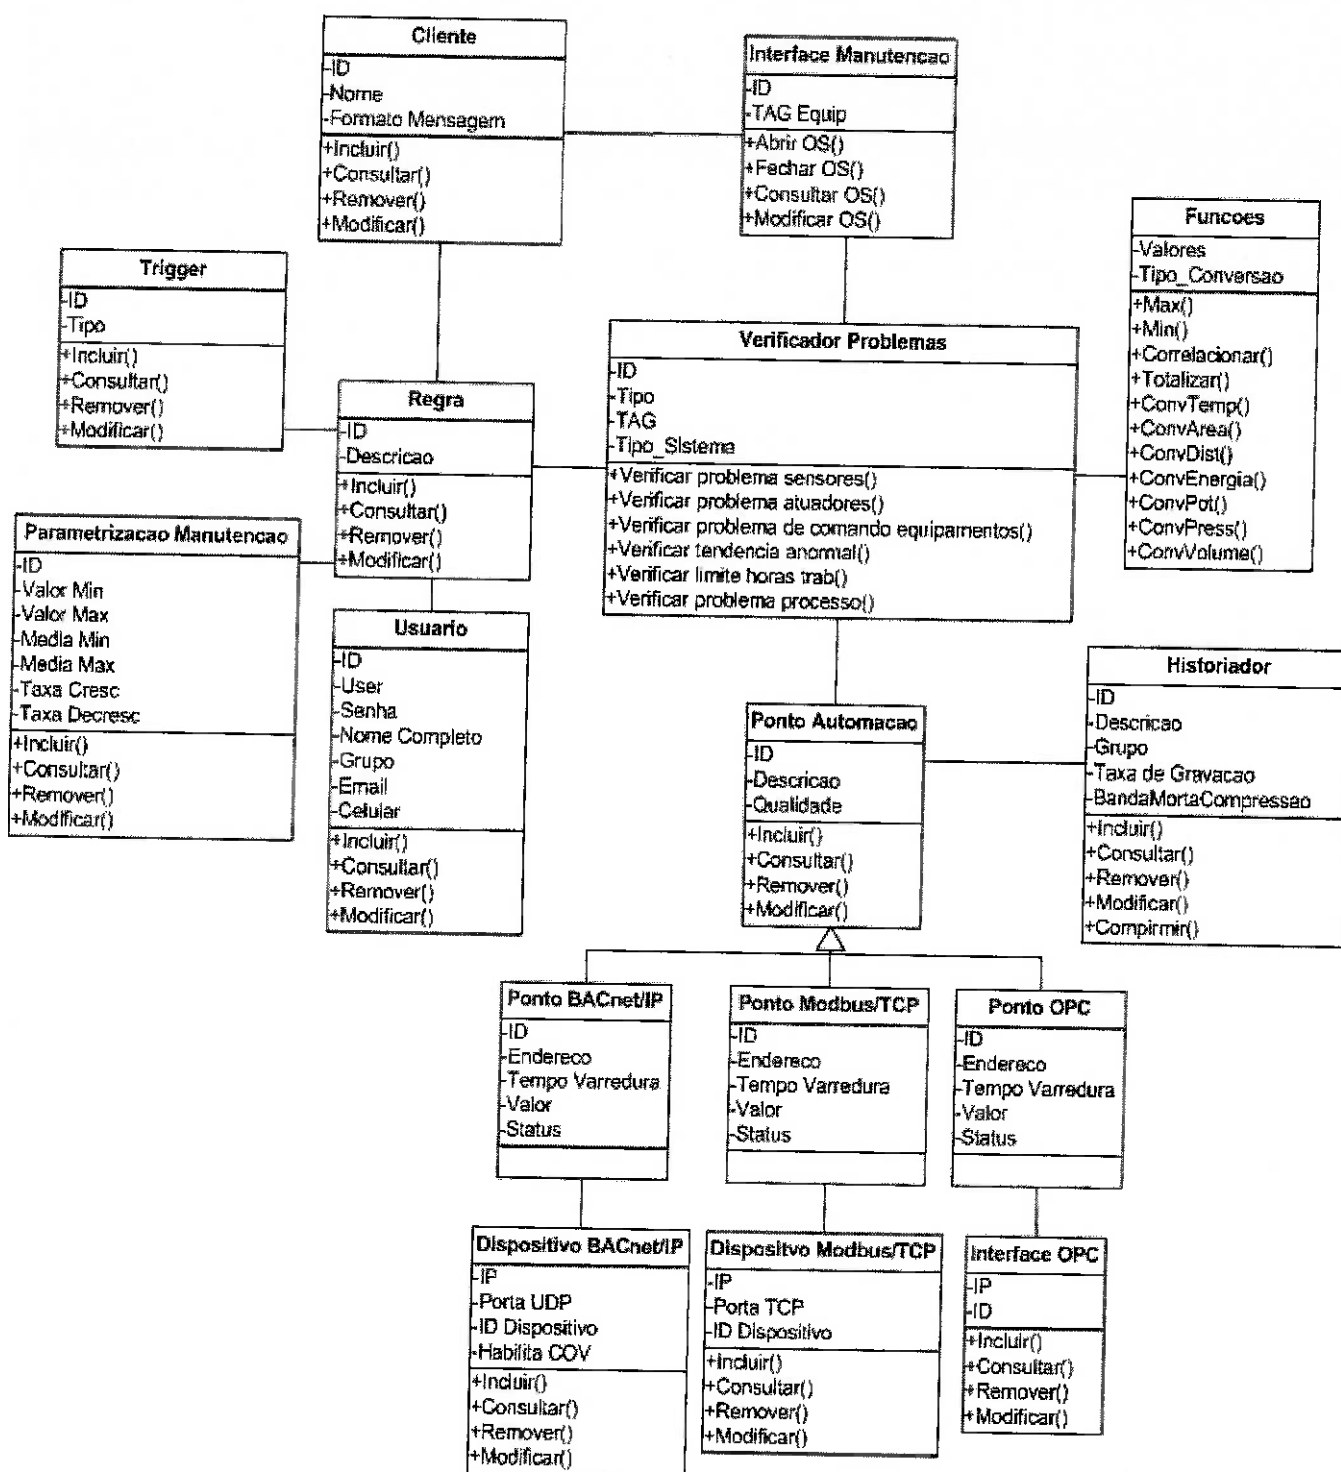 Cliente
-ID
-Nome
-Formato Mensagem
+Incluir()
+Consultar()
+Remover()
+Modificar()
Interface Manutencao
-ID
-TAG Equip
+Abrir OS()
+Fechar OS()
+Consultar OS()
+Modificar OS()
Funcoes
-Valores
-Tipo_Conversao
+Max()
+Min()
+Correlacionar()
+Totalizar()
+ConvTemp()
+ConvArea()
+ConvDist()
+ConvEnergia()
+ConvPot()
+ConvPress()
+ConvVolume()
Trigger
-ID
-Tipo
+Incluir()
+Consultar()
+Remover()
+Modificar()
Regra
-ID
-Descricao
+Incluir()
+Consultar()
+Remover()
+Modificar()
Verificador Problemas
-ID
-Tipo
-TAG
-Tipo_Sistema
+Verificar problema sensores()
+Verificar problema atuadores()
+Verificar problema de comando equipamentos()
+Verificar tendencia anormal()
+Verificar limite horas trab()
+Verificar problema processo()
Parametrizacao Manutencao
-ID
-Valor Min
-Valor Max
-Media Min
-Media Max
-Taxa Cresc
-Taxa Decresc
+Incluir()
+Consultar()
+Remover()
+Modificar()
Usuario
-ID
-User
-Senha
-Nome Completo
-Grupo
-Email
-Celular
+Incluir()
+Consultar()
+Remover()
+Modificar()
Ponto Automacao
-ID
-Descricao
-Qualidade
+Incluir()
+Consultar()
+Remover()
+Modificar()
Historiador
-ID
-Descricao
-Grupo
-Taxa de Gravacao
-BandaMortaCompressao
+Incluir()
+Consultar()
+Remover()
+Modificar()
+Compirmir()
Ponto BACnet/IP
-ID
-Endereco
-Tempo Varredura
-Valor
-Status
Ponto Modbus/TCP
-ID
-Endereco
-Tempo Varredura
-Valor
-Status
Ponto OPC
-ID
-Endereco
-Tempo Varredura
-Valor
-Status
Dispositivo BACnet/IP
-IP
-Porta UDP
-ID Dispositivo
-Habilita COV
+Incluir()
+Consultar()
+Remover()
+Modificar()
Dispositvo Modbus/TCP
-IP
-Porta TCP
-ID Dispositivo
+Incluir()
+Consultar()
+Remover()
+Modificar()
Interface OPC
-IP
-ID
+Incluir()
+Consultar()
+Remover()
+Modificar()